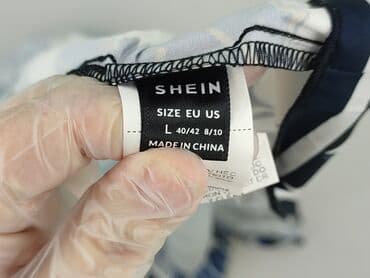 SHEIN
SIZE EU US
L 40/42 8/10
MADE IN CHINA